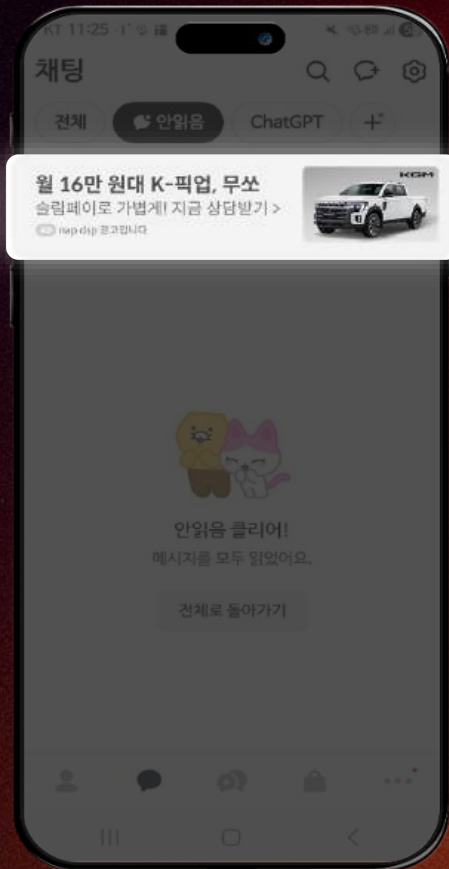 KT 11:25
채팅
전체
안읽음
ChatGPT
월 16만 원대 K-픽업, 무쏘
슬림페이로 가볍게! 지금 상담받기 >
nap dsp 광고입니다
KGM
안읽음 클리어!
메시지를 모두 읽었어요.
전체로 돌아가기